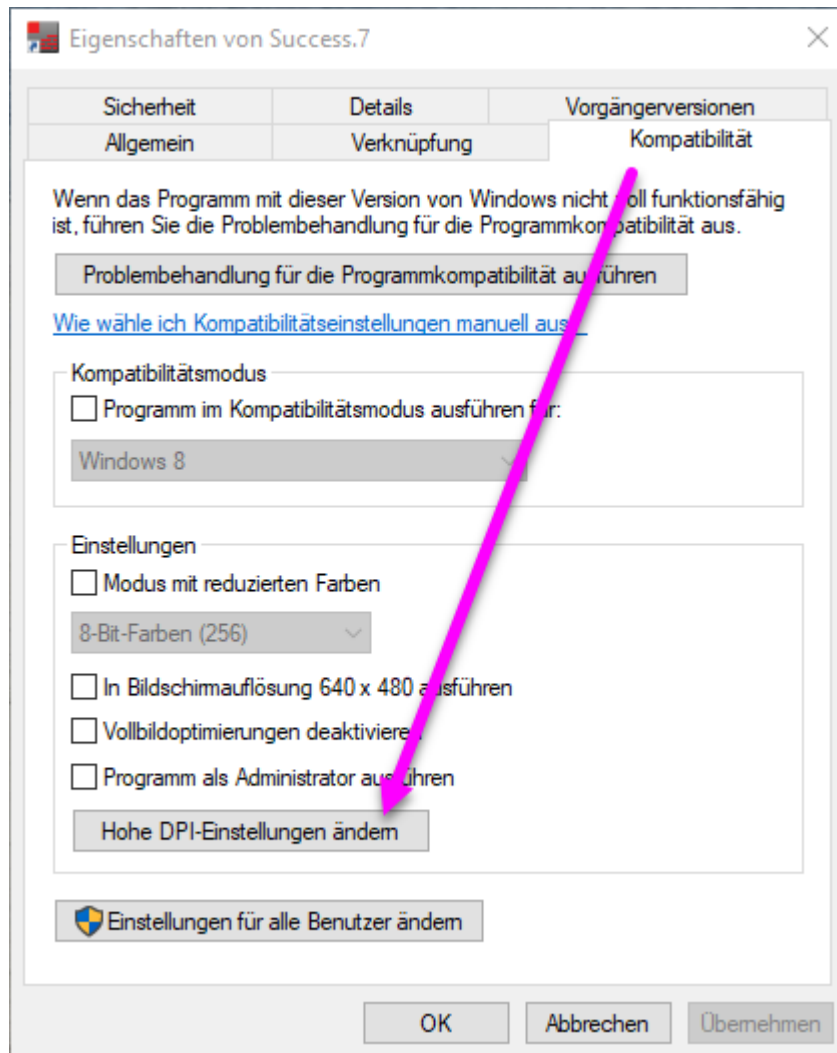 Eigenschaften von Success.7
Sicherheit
Details
Vorgängerversionen
Allgemein
Verknüpfung
Kompatibilität
Wenn das Programm mit dieser Version von Windows nicht voll funktionsfähig
ist, führen Sie die Problembehandlung für die Programmkompatibilität aus.
Problembehandlung für die Programmkompatibilität ausführen
Wie wähle ich Kompatibilitätseinstellungen manuell aus?
Kompatibilitätsmodus
Programm im Kompatibilitätsmodus ausführen für:
Windows 8
Einstellungen
Modus mit reduzierten Farben
8-Bit-Farben (256)
In Bildschirmauflösung 640 x 480 ausführen
Vollbildoptimierungen deaktivieren
Programm als Administrator ausführen
Hohe DPI-Einstellungen ändern
Einstellungen für alle Benutzer ändern
OK
Abbrechen
Übernehmen